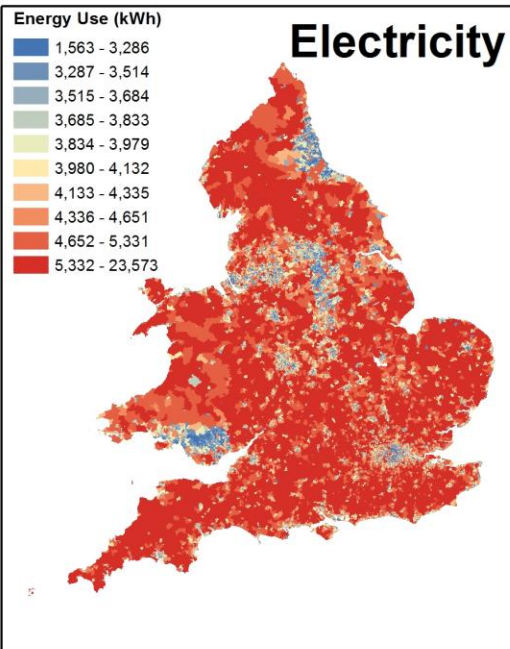 Energy Use (kWh)
Electricity
1,563 - 3,286
3,287 - 3,514
3,515 - 3,684
3,685 - 3,833
3,834 - 3,979
3,980 - 4,132
4,133 - 4,335
4,336 - 4,651
4,652 - 5,331
5,332 - 23,573